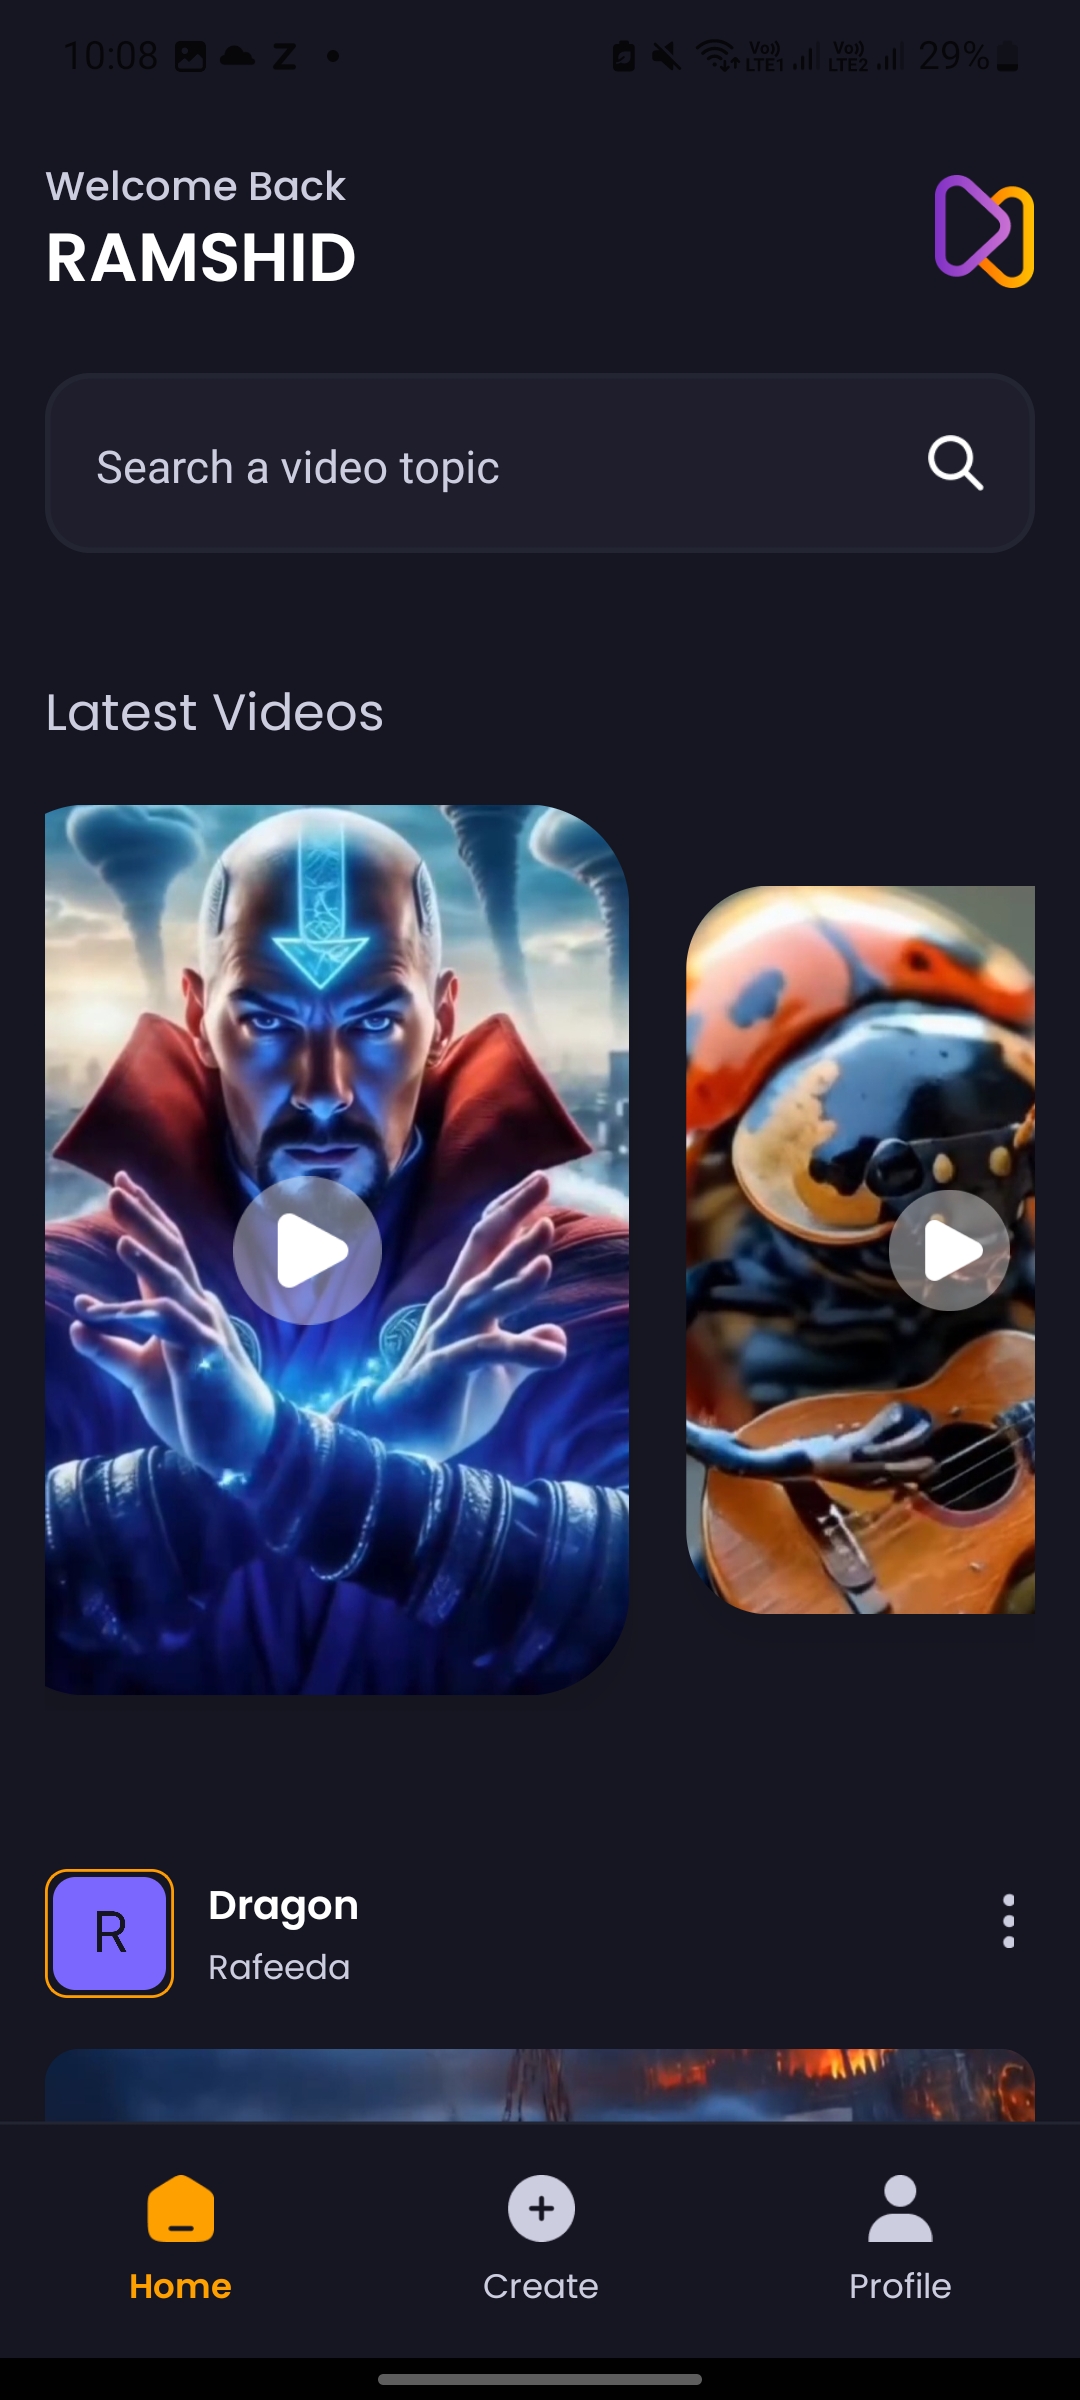 10:08 Z
Vo)) LTE1 Vo)) LTE2 29%
Welcome Back
RAMSHID
Search a video topic
Latest Videos
R
Dragon
Rafeeda
Home
Create
Profile